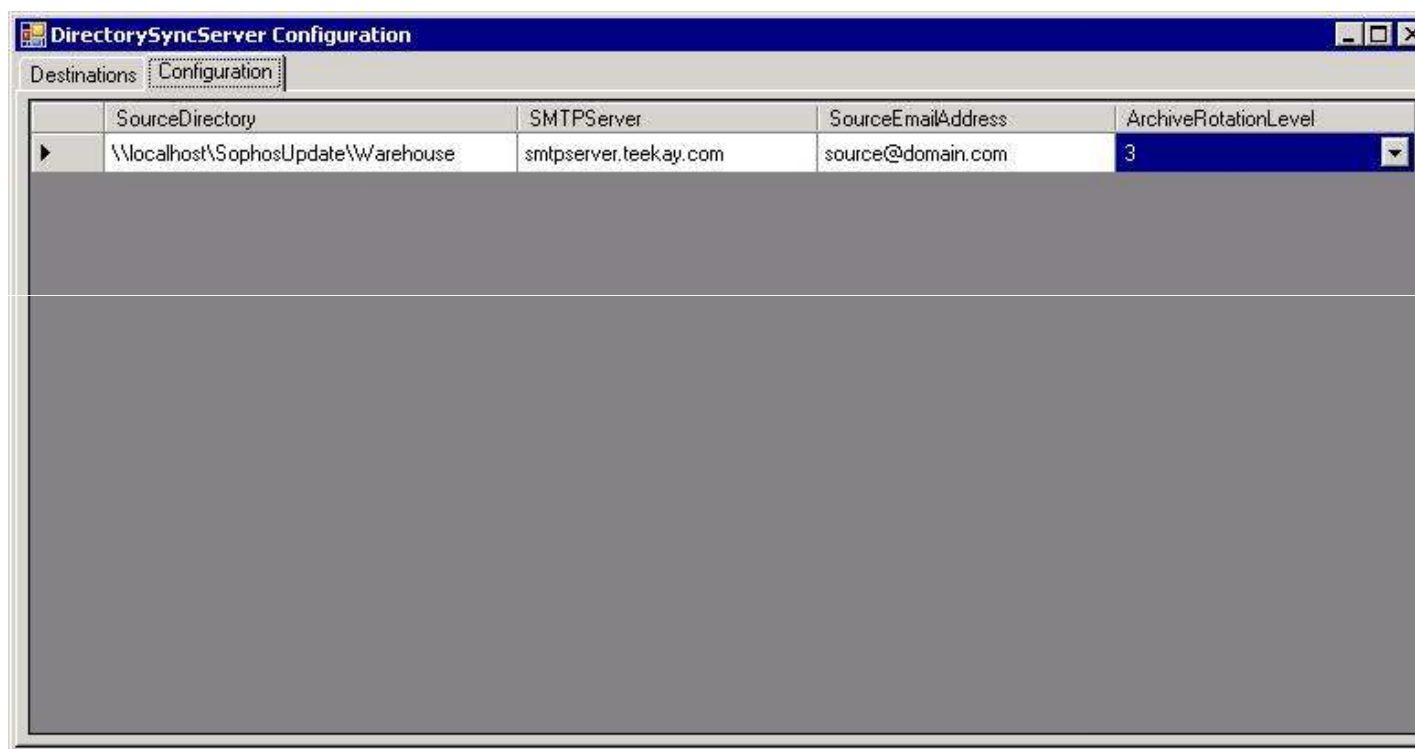 DirectorySyncServer Configuration
Destinations Configuration
SourceDirectory SMTPServer SourceEmailAddress ArchiveRotationLevel
\\localhost\SophosUpdate\Warehouse smtpserver.teekay.com source@domain.com 3